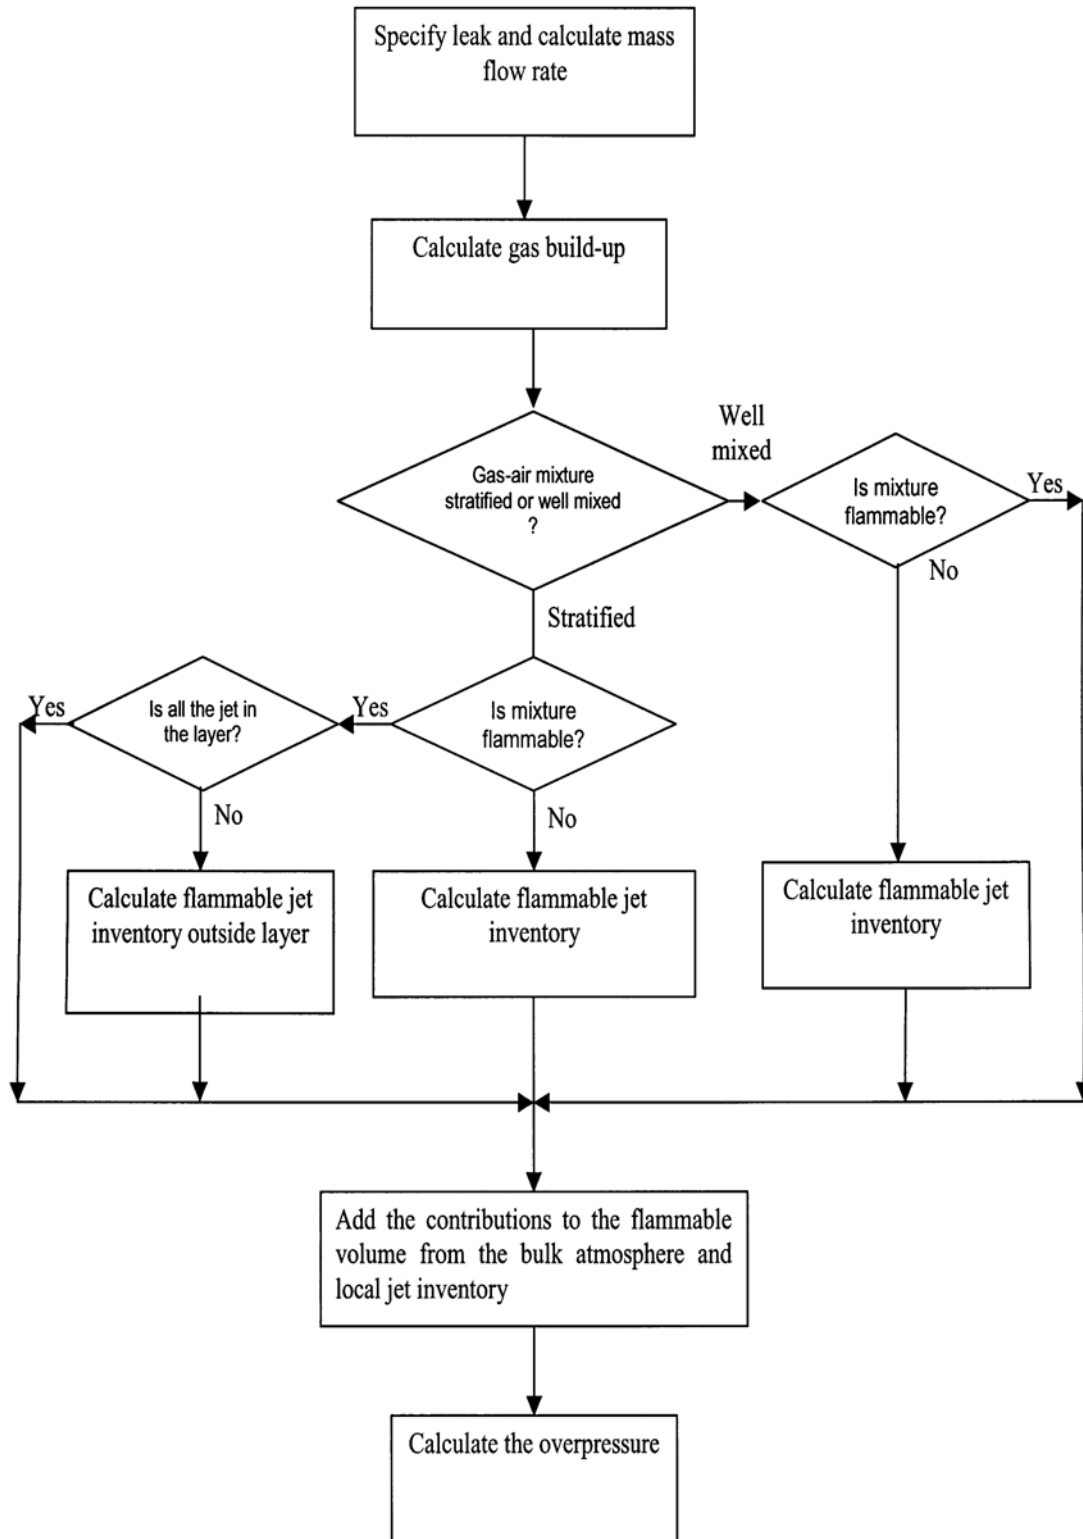 Specify leak and calculate mass
flow rate
Calculate gas build-up
Well
mixed
Gas-air mixture
stratified or well mixed
?
Is mixture
flammable?
Yes
No
Stratified
Yes
Is all the jet in
the layer?
Yes
Is mixture
flammable?
No
No
Calculate flammable jet
inventory outside layer
Calculate flammable jet
inventory
Calculate flammable jet
inventory
Add the contributions to the flammable
volume from the bulk atmosphere and
local jet inventory
Calculate the overpressure